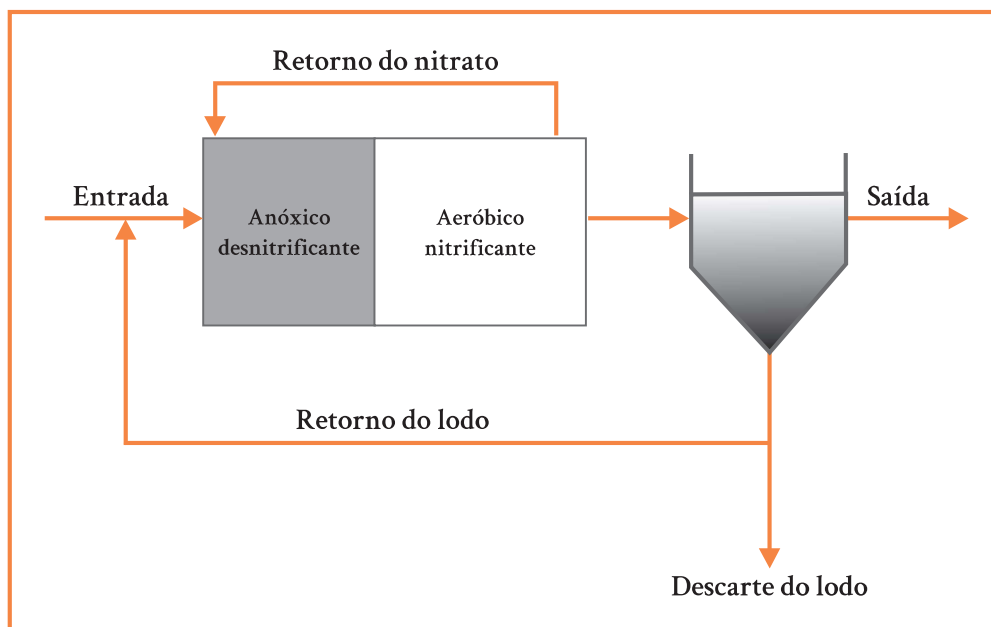 Retorno do nitrato
Entrada
Anóxico
desnitrificante
Aeróbico
nitrificante
Saída
Retorno do lodo
Descarte do lodo